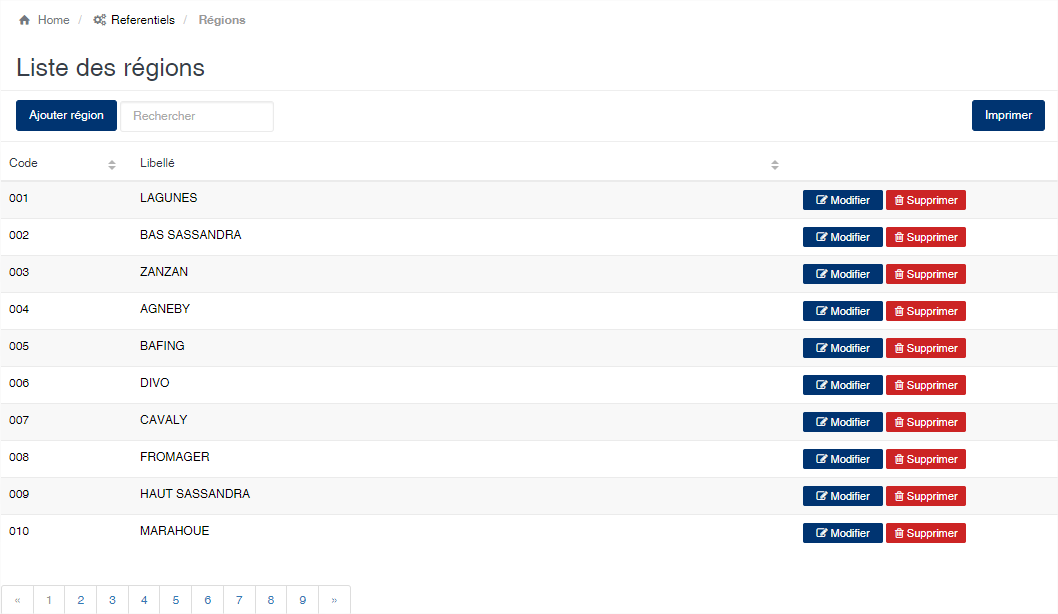 Home / Referentiels / Régions
Liste des régions
Ajouter région Rechercher Imprimer
Code Libellé
001 LAGUNES Modifier Supprimer
002 BAS SASSANDRA Modifier Supprimer
003 ZANZAN Modifier Supprimer
004 AGNEBY Modifier Supprimer
005 BAFING Modifier Supprimer
006 DIVO Modifier Supprimer
007 CAVALY Modifier Supprimer
008 FROMAGER Modifier Supprimer
009 HAUT SASSANDRA Modifier Supprimer
010 MARAHOUE Modifier Supprimer
« 1 2 3 4 5 6 7 8 9 »